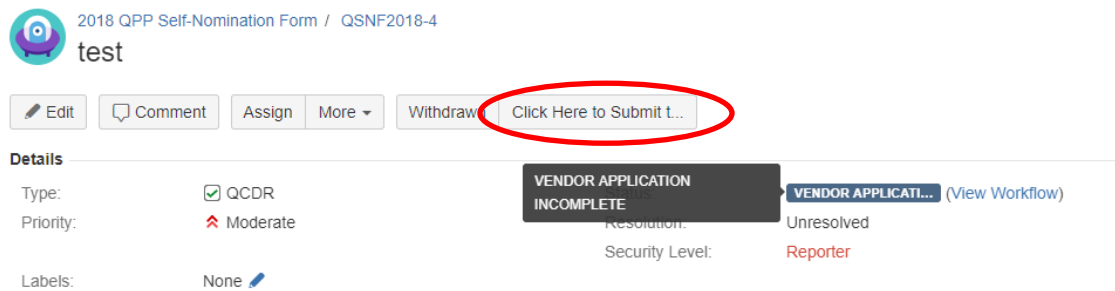 2018 QPP Self-Nomination Form / QSNF2018-4
test
Edit Comment Assign More Withdraw Click Here to Submit t...
Details
Type: QCDR
VENDOR APPLICATION INCOMPLETE
Status: VENDOR APPLICATI... (View Workflow)
Priority: Moderate
Resolution: Unresolved
Security Level: Reporter
Labels: None